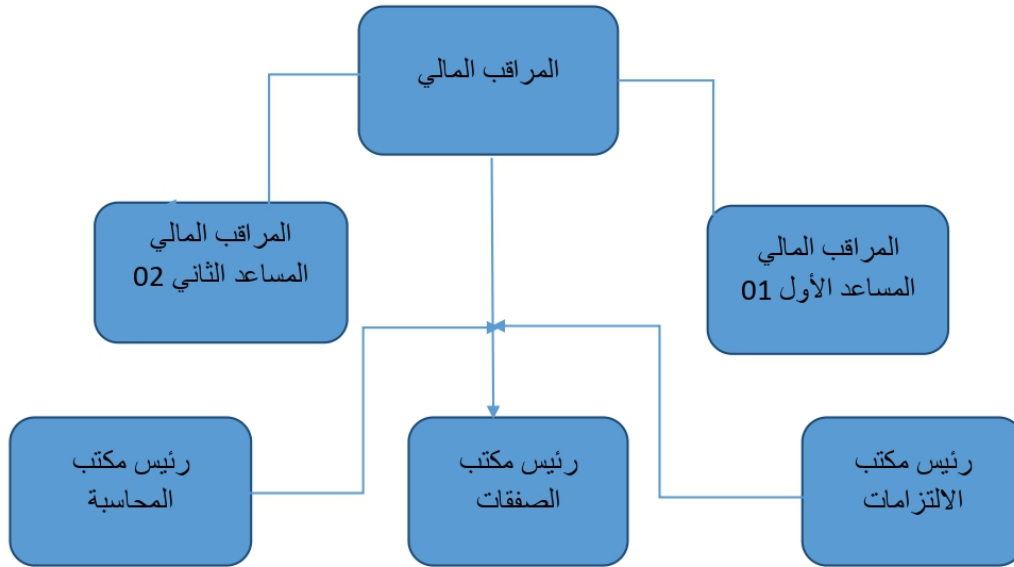 المراقب المالي
المراقب المالي
المساعد الأول 01
المراقب المالي
المساعد الثاني 02
رئيس مكتب
الالتزامات
رئيس مكتب
الصفقات
رئيس مكتب
المحاسبة